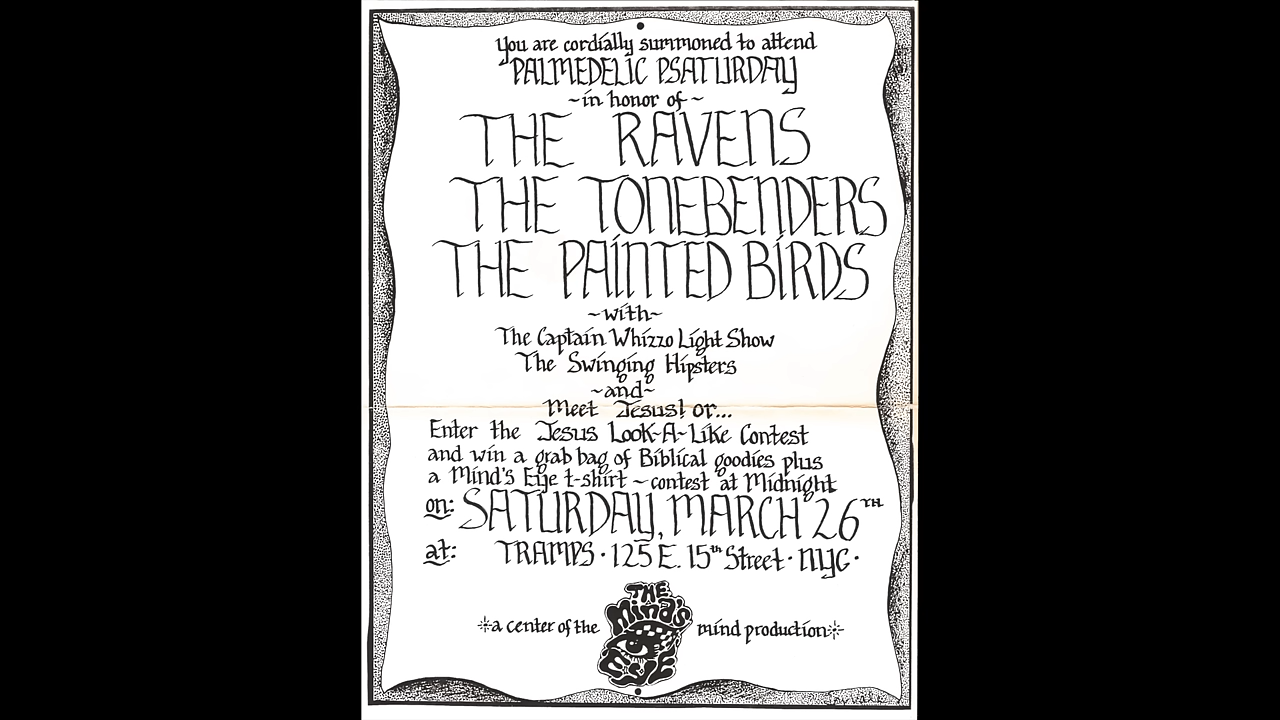 You are cordially summoned to attend
PALMEDELIC PSATURDAY
~in honor of~
THE RAVENS
THE TONEBENDERS
THE PAINTED BIRDS
~with~
The Captain Whizzo Light Show
The Swinging Hipsters
~and~
Meet Jesus! or...
Enter the Jesus Look-A-Like Contest
and win a grab bag of Biblical goodies plus
a Mind's Eye t-shirt ~ contest at Midnight
on: SATURDAY, MARCH 26TH
at: TRAMPS · 125 E. 15th Street · NYC ·
THE
Mind's
EYE
*a center of the mind production*